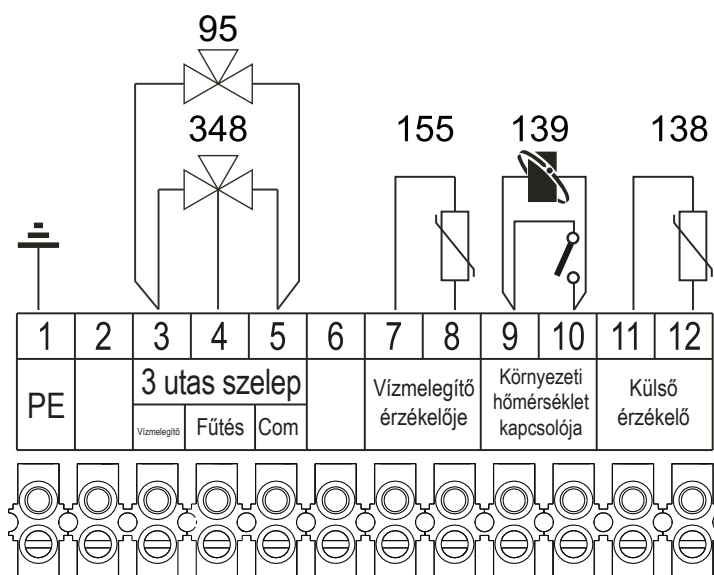 95
348
155
139
138
1 2 3 4 5 6 7 8 9 10 11 12
PE
3 utas szelep
Vízmelegítő
Fűtés
Com
Vízmelegítő
érzékelője
Környezeti
hőmérséklet
kapcsolója
Külső
érzékelő